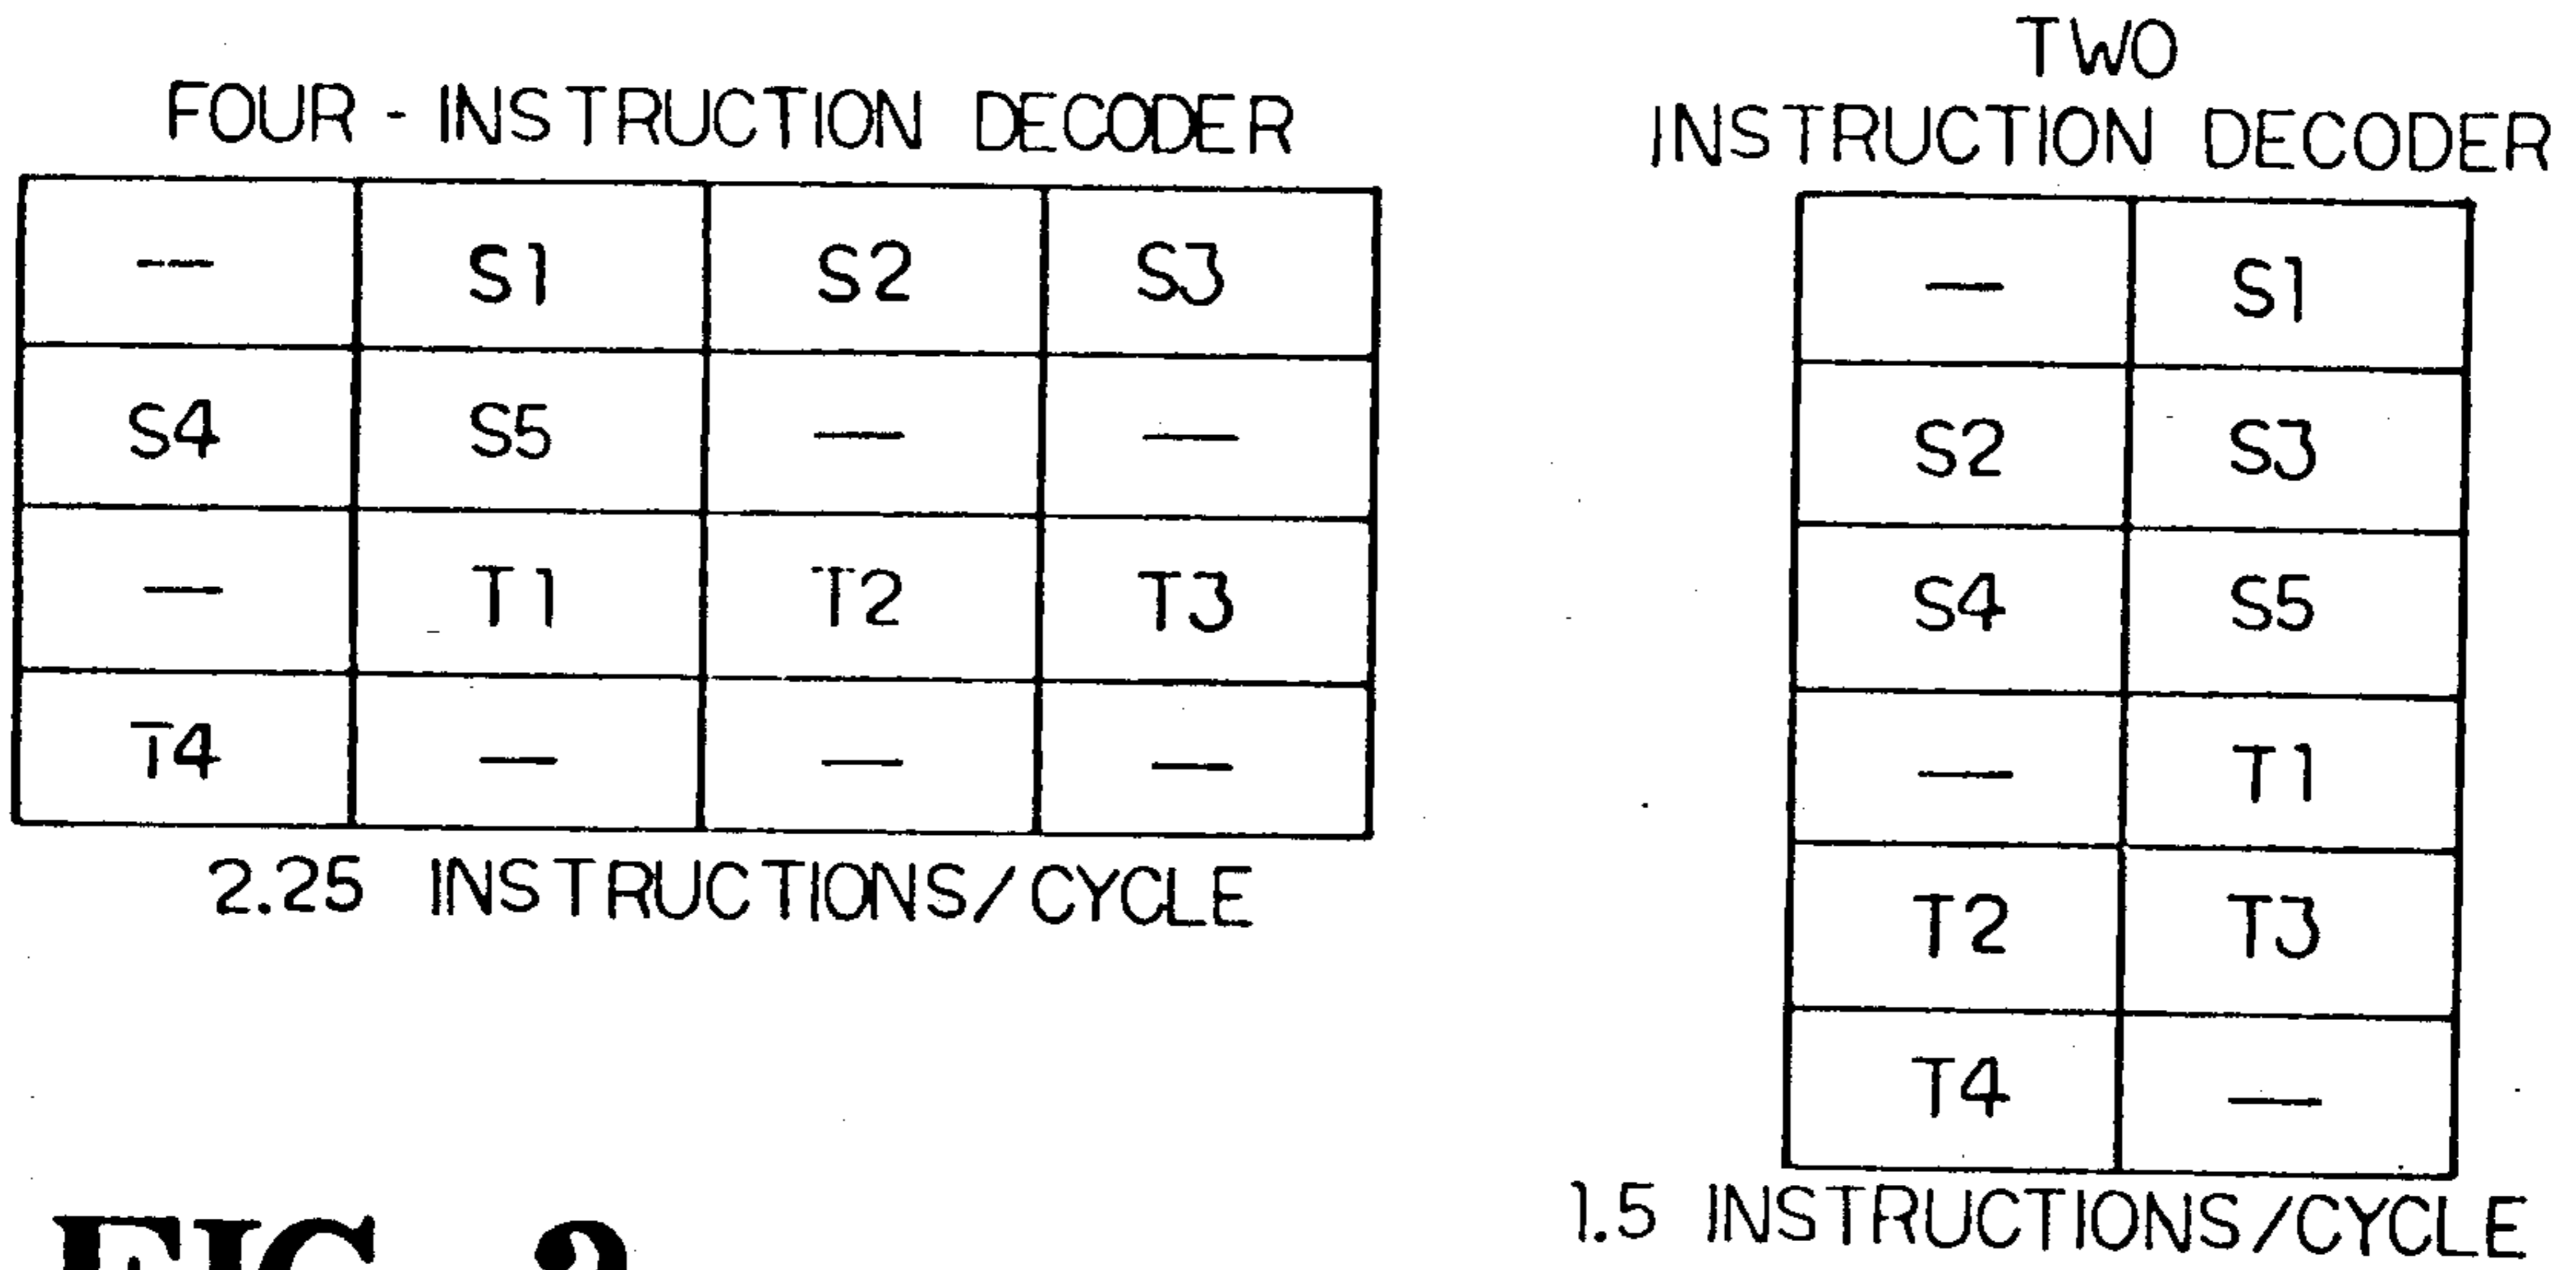 FOUR - INSTRUCTION DECODER
— S1 S2 S3
S4 S5 — —
— T1 T2 T3
T4 — — —
2.25 INSTRUCTIONS/CYCLE
TWO
INSTRUCTION DECODER
— S1
S2 S3
S4 S5
— T1
T2 T3
T4 —
1.5 INSTRUCTIONS/CYCLE
FIG.